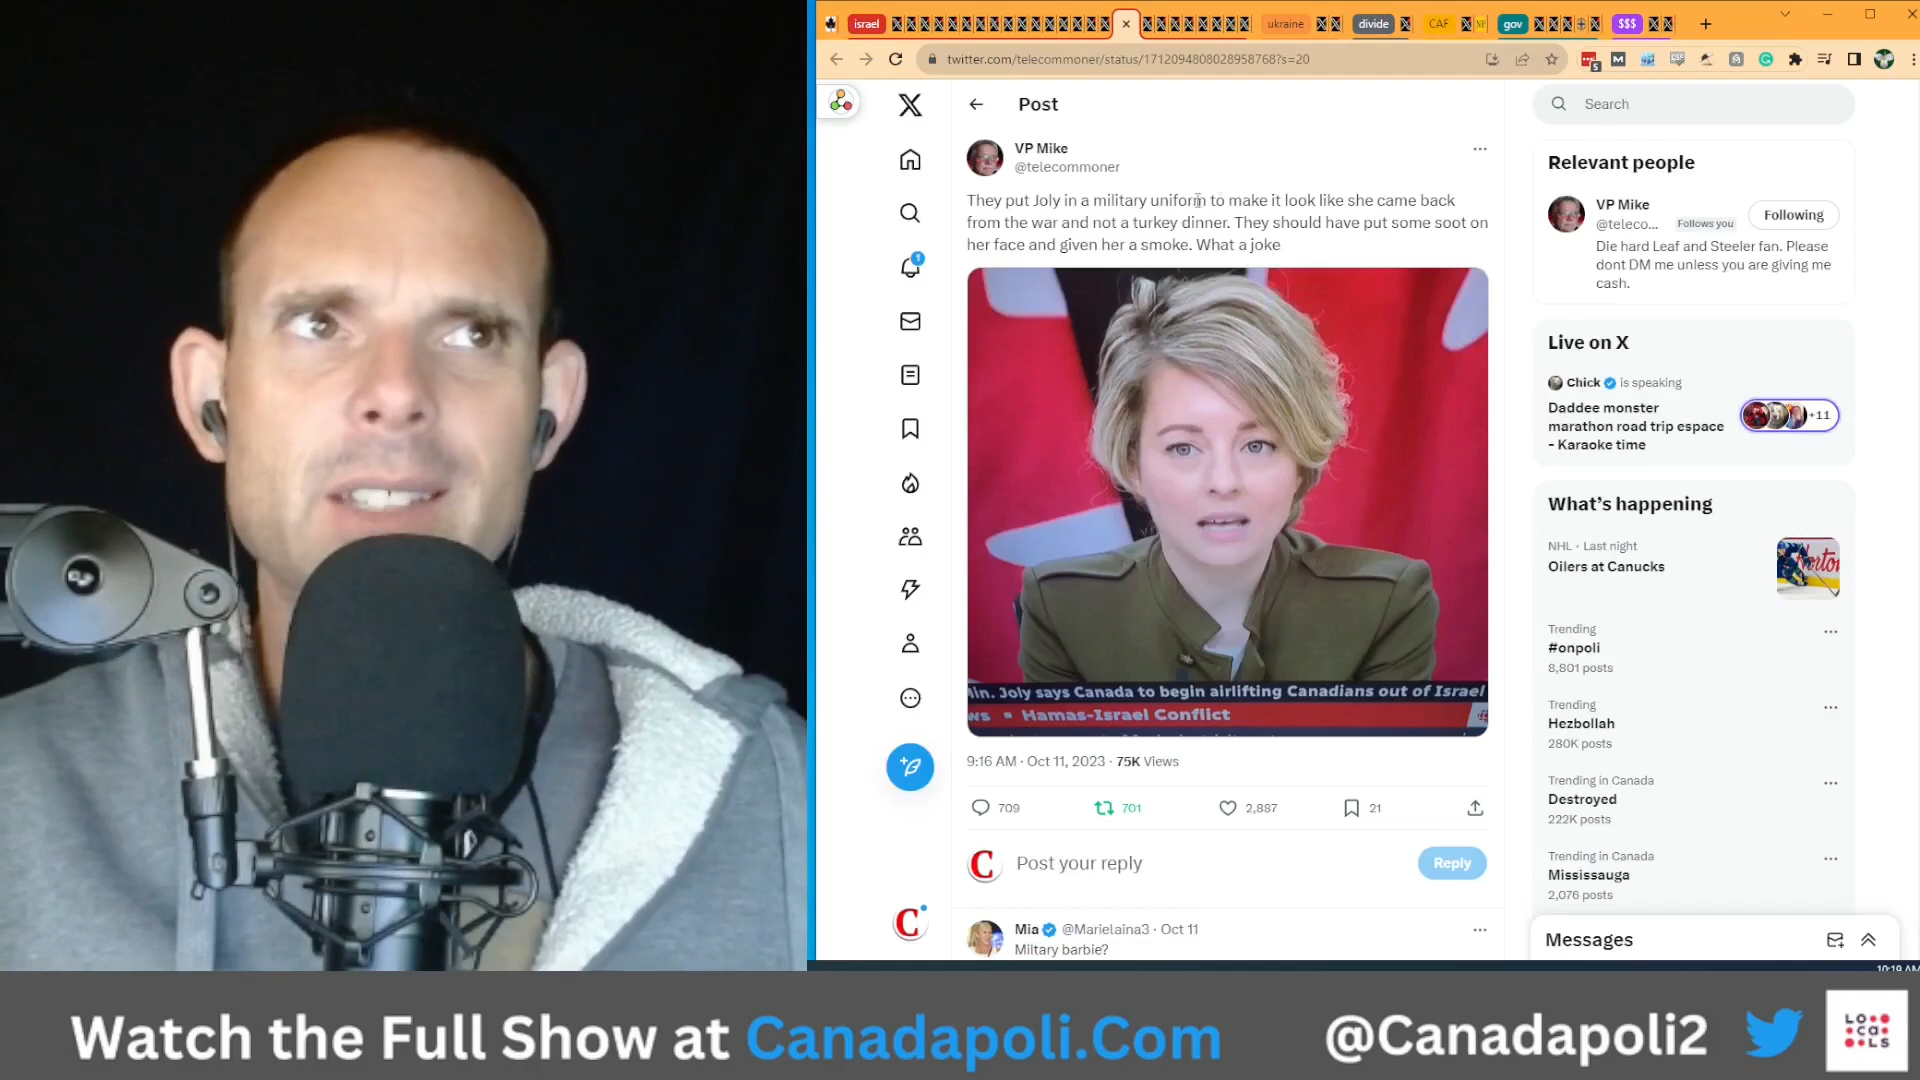 israel
ukraine
divide
CAF
gov
$$$
twitter.com/telecommoner/status/1712094808028958768?s=20
Post
VP Mike
@telecommoner
They put Joly in a military uniform to make it look like she came back
from the war and not a turkey dinner. They should have put some soot on
her face and given her a smoke. What a joke
Min. Joly says Canada to begin airlifting Canadians out of Israel
ws ▪ Hamas-Israel Conflict
9:16 AM · Oct 11, 2023 · 75K Views
709 701 2,887 21
Post your reply
Reply
Mia @Marielaina3 · Oct 11
Miltary barbie?
Search
Relevant people
VP Mike
@teleco... Follows you
Following
Die hard Leaf and Steeler fan. Please
dont DM me unless you are giving me
cash.
Live on X
Chick is speaking
Daddee monster
marathon road trip espace
- Karaoke time
+11
What's happening
NHL · Last night
Oilers at Canucks
Trending
#onpoli
8,801 posts
Trending
Hezbollah
280K posts
Trending in Canada
Destroyed
222K posts
Trending in Canada
Mississauga
2,076 posts
Messages
10:19 AM
Watch the Full Show at Canadapoli.Com
@Canadapoli2
LO
ca
LS